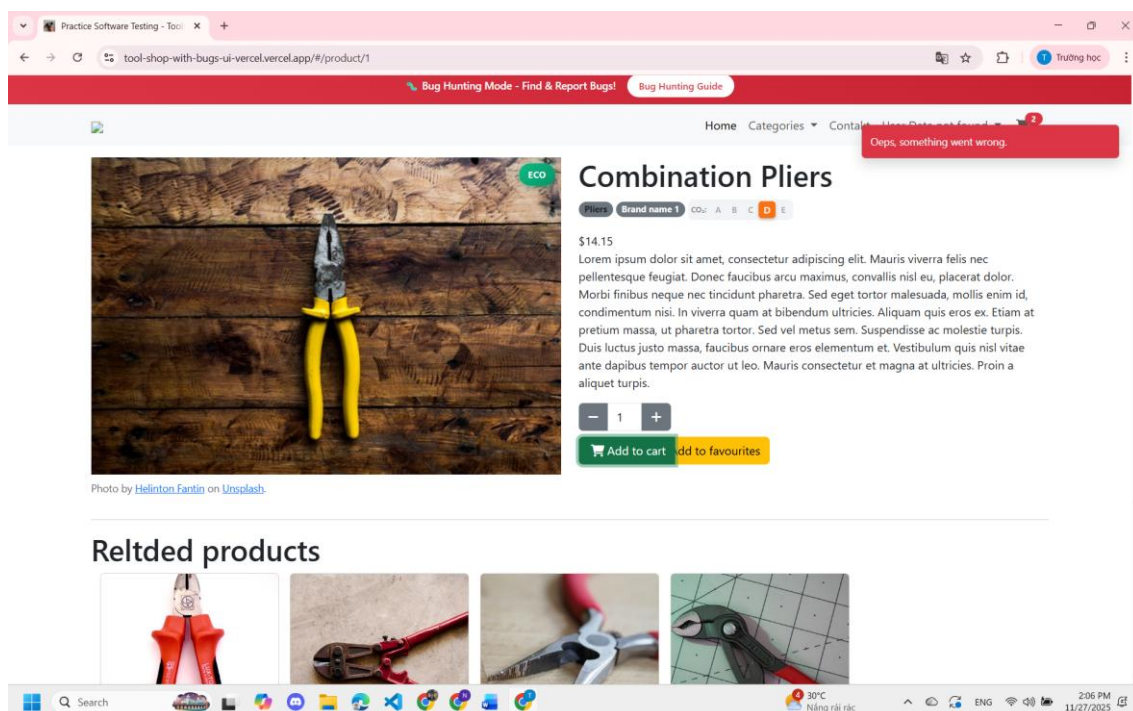 Practice Software Testing - Tool
tool-shop-with-bugs-ui-vercel.vercel.app/#/product/1
Trường học
Bug Hunting Mode - Find & Report Bugs! Bug Hunting Guide
Home Categories Contakt
2
Oeps, something went wrong.
ECO
Combination Pliers
Pliers Brand name 1 CO₂: A B C D E
$14.15
Lorem ipsum dolor sit amet, consectetur adipiscing elit. Mauris viverra felis nec
pellentesque feugiat. Donec faucibus arcu maximus, convallis nisl eu, placerat dolor.
Morbi finibus neque nec tincidunt pharetra. Sed eget tortor malesuada, mollis enim id,
condimentum nisi. In viverra quam at bibendum ultricies. Aliquam quis eros ex. Etiam at
pretium massa, ut pharetra tortor. Sed vel metus sem. Suspendisse ac molestie turpis.
Duis luctus justo massa, faucibus ornare eros elementum et. Vestibulum quis nisl vitae
ante dapibus tempor auctor ut leo. Mauris consectetur et magna at ultricies. Proin a
aliquet turpis.
− 1 +
Add to cart dd to favourites
Photo by Helinton Fantin on Unsplash.
Reltded products
Search
30°C
Nắng rải rác
ENG
2:06 PM
11/27/2025